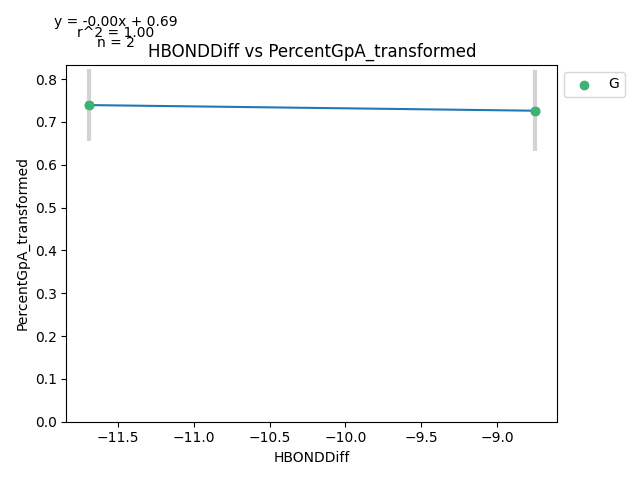 y = -0.00x + 0.69
r^2 = 1.00
n = 2
HBONDDiff vs PercentGpA_transformed
G
0.8
0.7
0.6
0.5
0.4
0.3
0.2
0.1
0.0
PercentGpA_transformed
−11.5 −11.0 −10.5 −10.0 −9.5 −9.0
HBONDDiff